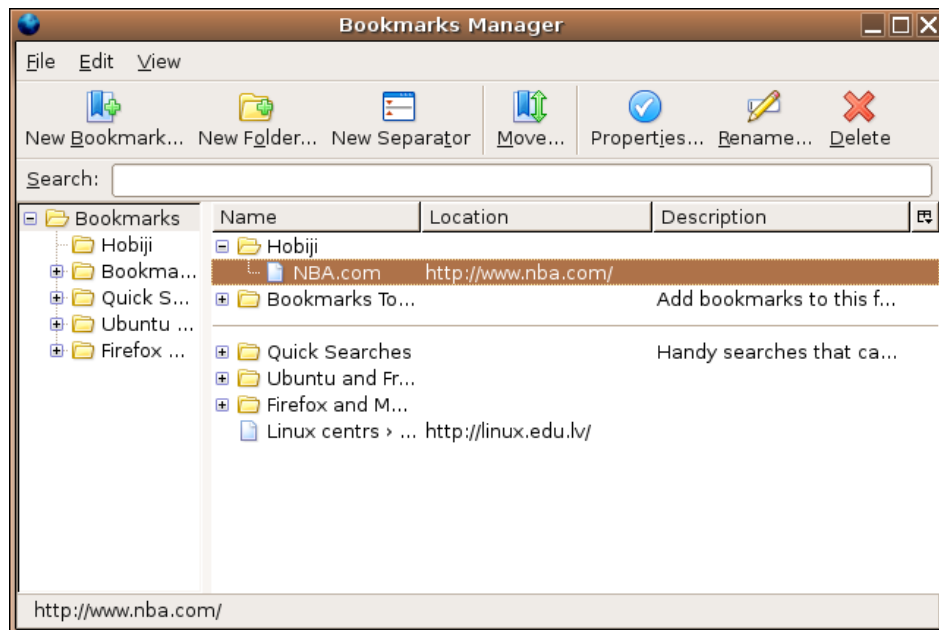 Bookmarks Manager
File Edit View
New Bookmark... New Folder... New Separator Move... Properties... Rename... Delete
Search:
Bookmarks
Hobiji
Bookma...
Quick S...
Ubuntu ...
Firefox ...
Name Location Description
Hobiji
NBA.com http://www.nba.com/
Bookmarks To... Add bookmarks to this f...
Quick Searches Handy searches that ca...
Ubuntu and Fr...
Firefox and M...
Linux centrs › ... http://linux.edu.lv/
http://www.nba.com/